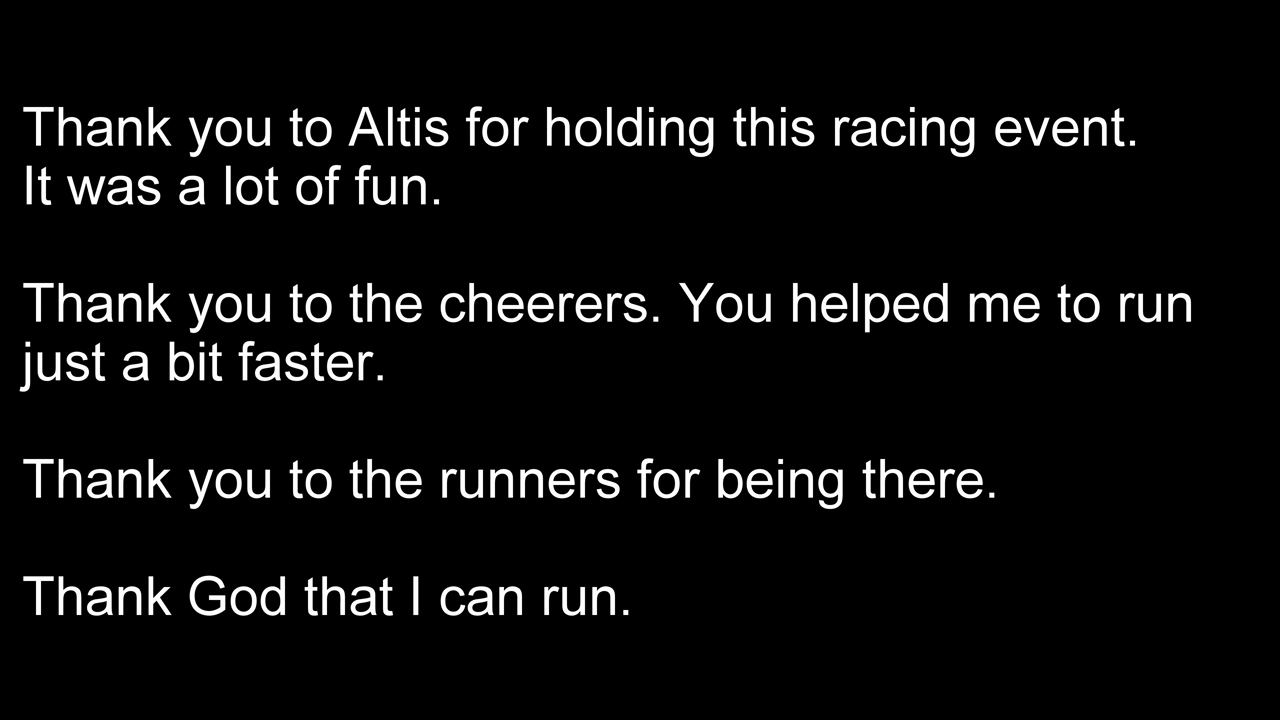 Thank you to Altis for holding this racing event.
It was a lot of fun.
Thank you to the cheerers. You helped me to run
just a bit faster.
Thank you to the runners for being there.
Thank God that I can run.